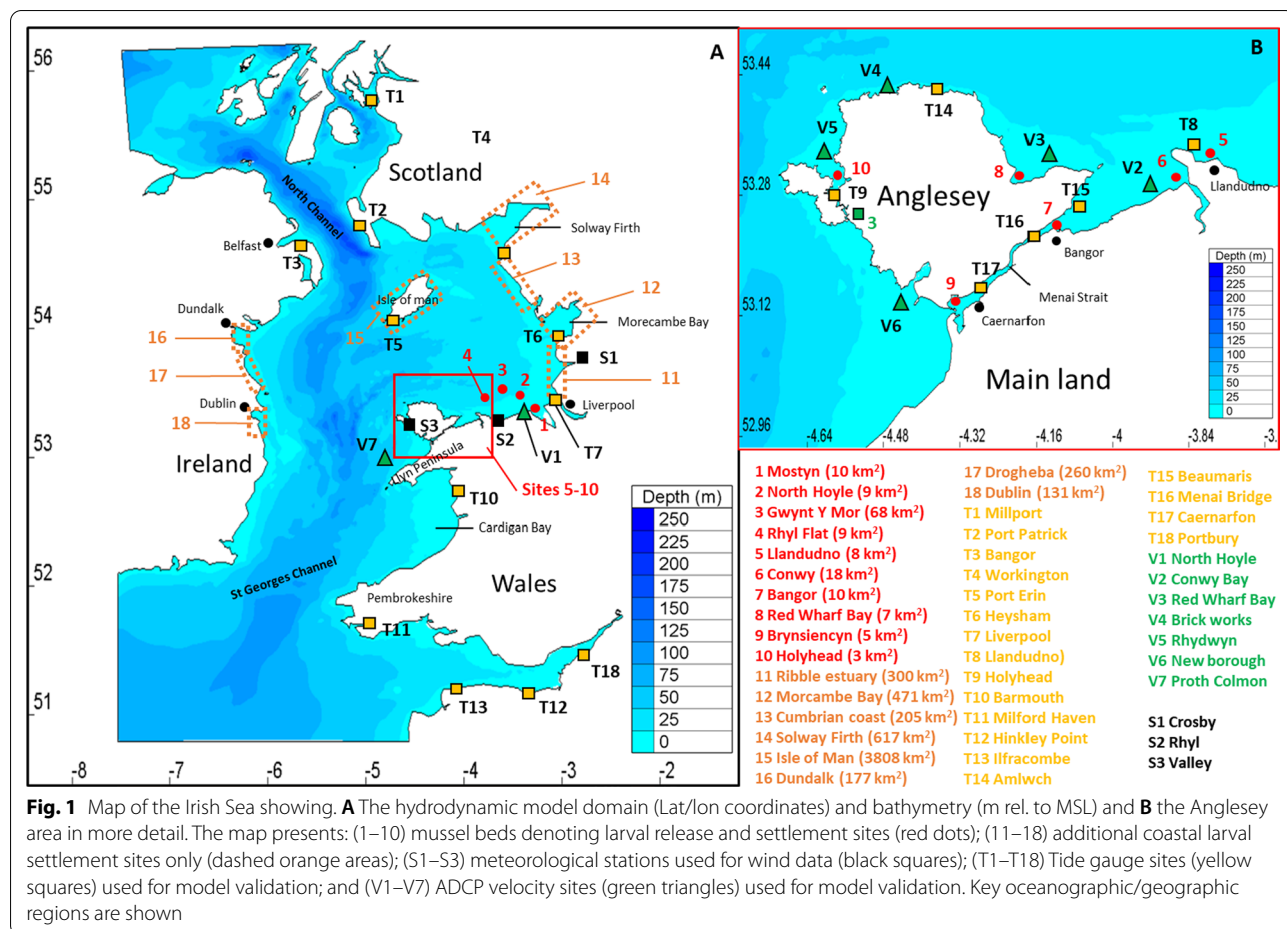 A
56
55
54
53
52
51
-8
-7
-6
-5
-4
-3
-2
T1
T4
Scotland
14
North Channel
T2
Solway Firth
Belfast
T3
13
Isle of man
12
Dundalk
16
15
T5
T6
Morecambe Bay
S1
17
4
3
2
11
Dublin
18
S3
S2
1
Liverpool
V7
Llyn Peninsula
V1
T7
Ireland
Sites 5-10
T10
Cardigan Bay
St Georges Channel
Wales
Pembrokeshire
T11
T18
T13
T12
Depth (m)
250
225
200
175
150
125
100
75
50
25
0
B
53.44
53.28
53.12
52.96
-4.64
-4.48
-4.32
-4.16
-4
-3.84
-3.
V4
T14
V5
V3
T8
5
10
8
V2
6
Llandudno
T9
Anglesey
T15
3
T16
7
Bangor
T17
9
Menai Strait
V6
Caernarfon
Main land
Depth (m)
250
225
200
175
150
125
100
75
50
25
0
1 Mostyn (10 km²)
2 North Hoyle (9 km²)
3 Gwynt Y Mor (68 km²)
4 Rhyl Flat (9 km²)
5 Llandudno (8 km²)
6 Conwy (18 km²)
7 Bangor (10 km²)
8 Red Wharf Bay (7 km²)
9 Brynsiencyn (5 km²)
10 Holyhead (3 km²)
11 Ribble estuary (300 km²)
12 Morcambe Bay (471 km²)
13 Cumbrian coast (205 km²)
14 Solway Firth (617 km²)
15 Isle of Man (3808 km²)
16 Dundalk (177 km²)
17 Drogheba (260 km²)
18 Dublin (131 km²)
T1 Millport
T2 Port Patrick
T3 Bangor
T4 Workington
T5 Port Erin
T6 Heysham
T7 Liverpool
T8 Llandudno)
T9 Holyhead
T10 Barmouth
T11 Milford Haven
T12 Hinkley Point
T13 Ilfracombe
T14 Amlwch
T15 Beaumaris
T16 Menai Bridge
T17 Caernarfon
T18 Portbury
V1 North Hoyle
V2 Conwy Bay
V3 Red Wharf Bay
V4 Brick works
V5 Rhydwyn
V6 New borough
V7 Proth Colmon
S1 Crosby
S2 Rhyl
S3 Valley
Fig. 1 Map of the Irish Sea showing. A The hydrodynamic model domain (Lat/lon coordinates) and bathymetry (m rel. to MSL) and B the Anglesey
area in more detail. The map presents: (1–10) mussel beds denoting larval release and settlement sites (red dots); (11–18) additional coastal larval
settlement sites only (dashed orange areas); (S1–S3) meteorological stations used for wind data (black squares); (T1–T18) Tide gauge sites (yellow
squares) used for model validation; and (V1–V7) ADCP velocity sites (green triangles) used for model validation. Key oceanographic/geographic
regions are shown